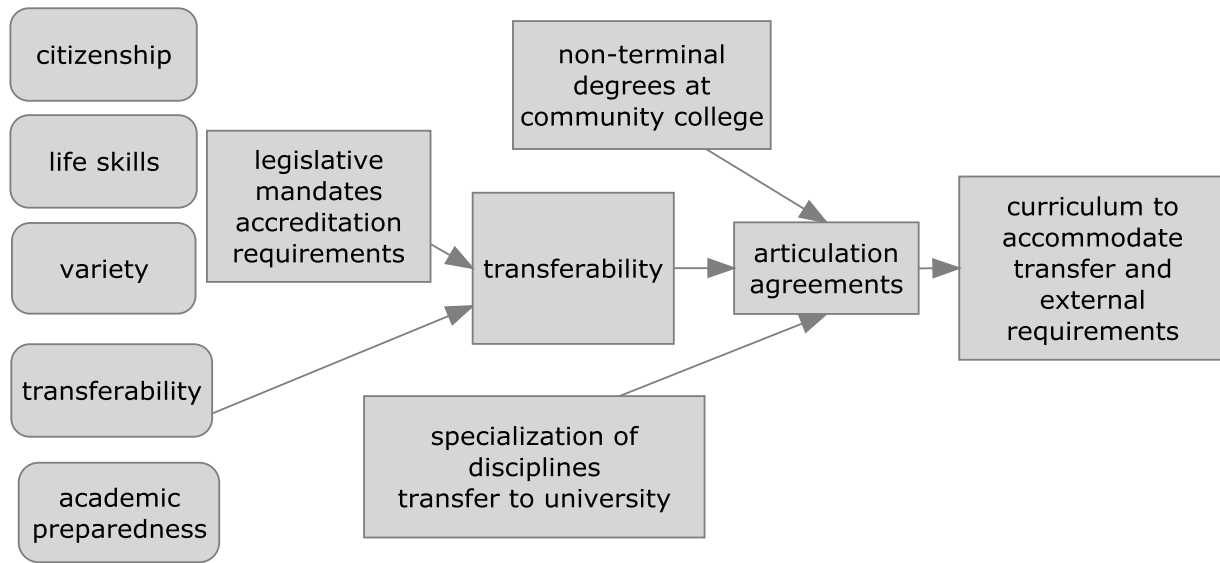 citizenship
life skills
variety
transferability
academic
preparedness
legislative
mandates
accreditation
requirements
transferability
non-terminal
degrees at
community college
specialization of
disciplines
transfer to university
articulation
agreements
curriculum to
accommodate
transfer and
external
requirements